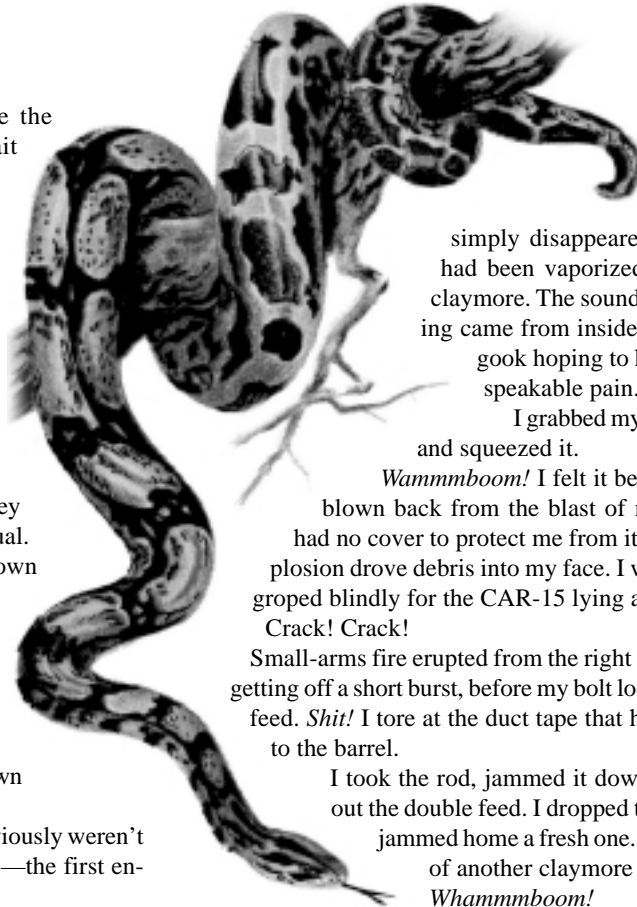 e the
ait
ey
ual.
own
wn
viously weren't
—the first en-
simply disappeare
had been vaporized
claymore. The sound
ing came from inside
gook hoping to l
speakable pain.
I grabbed my
and squeezed it.
Wammmboom! I felt it be
blown back from the blast of
had no cover to protect me from it
plosion drove debris into my face. I w
groped blindly for the CAR-15 lying a
Crack! Crack!
Small-arms fire erupted from the right
getting off a short burst, before my bolt lo
feed. Shit! I tore at the duct tape that h
to the barrel.
I took the rod, jammed it dow
out the double feed. I dropped t
jammed home a fresh one.
of another claymore
Whammmboom!